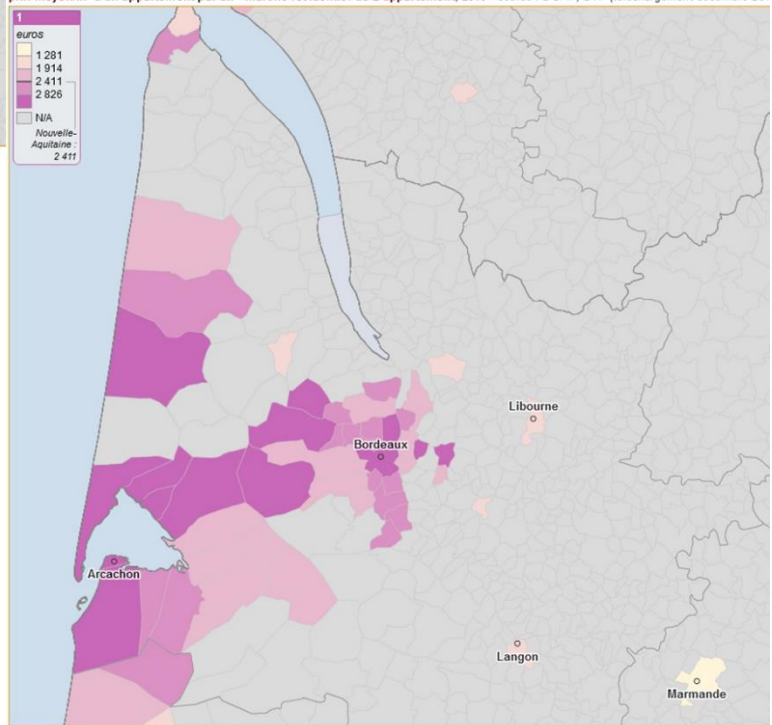 1
euros
1 281
1 914
2 411
2 826
N/A
Nouvelle-
Aquitaine :
2 411
Libourne
Bordeaux
Arcachon
Langon
Marmande